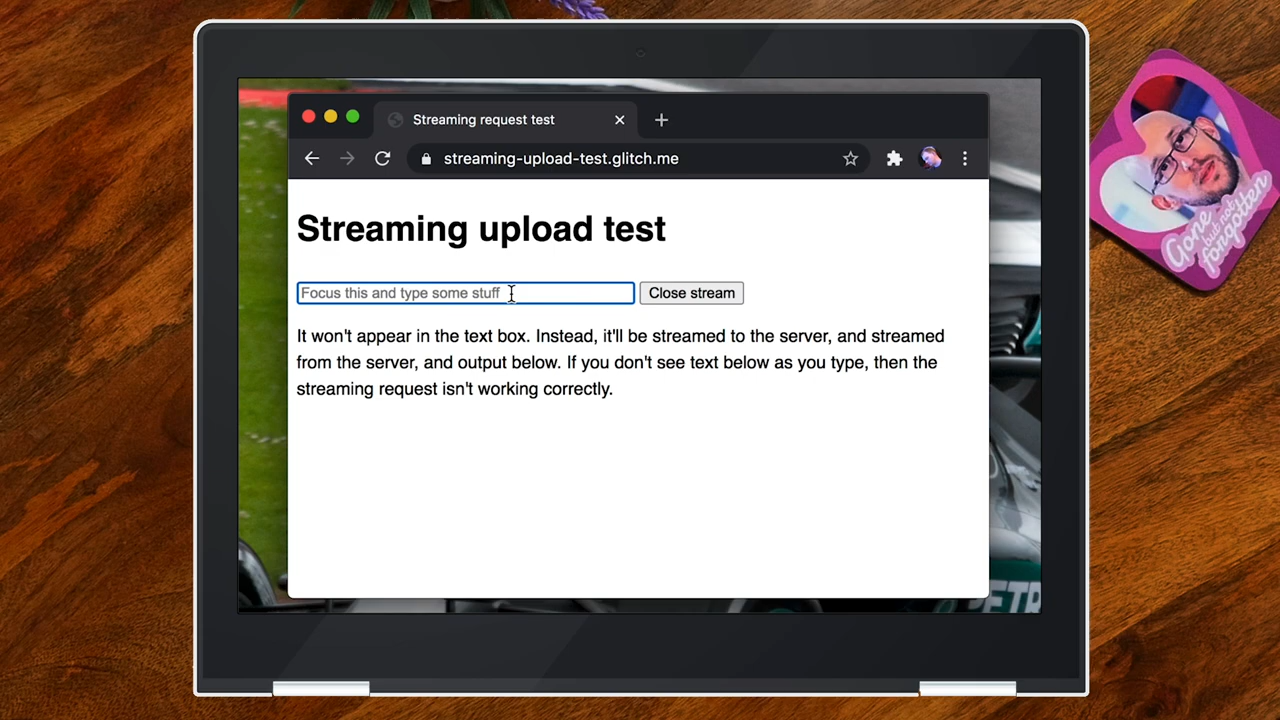 Streaming request test
streaming-upload-test.glitch.me
Streaming upload test
Focus this and type some stuff
Close stream
It won't appear in the text box. Instead, it'll be streamed to the server, and streamed
from the server, and output below. If you don't see text below as you type, then the
streaming request isn't working correctly.
Gone
but not
forgotten
PETR